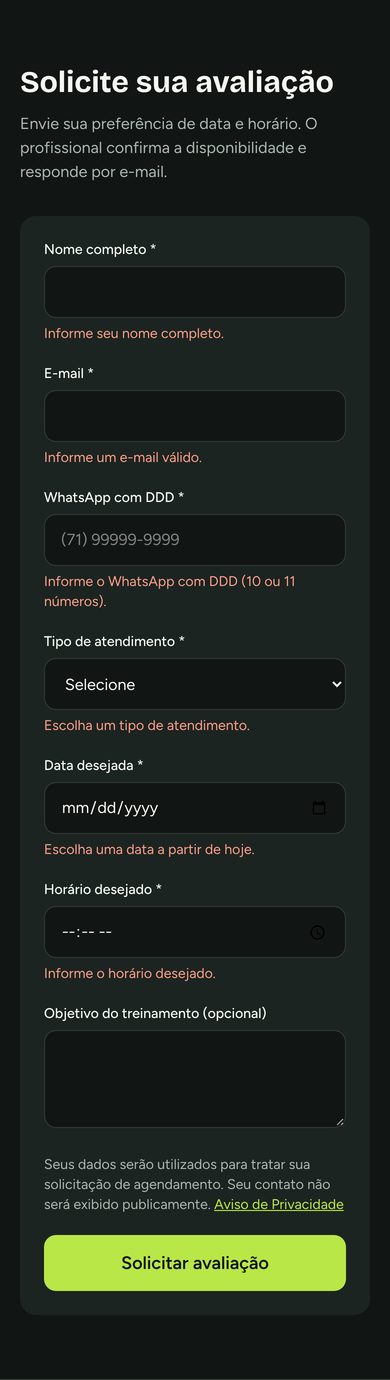 Solicite sua avaliação
Envie sua preferência de data e horário. O
profissional confirma a disponibilidade e
responde por e-mail.
Nome completo *
Informe seu nome completo.
E-mail *
Informe um e-mail válido.
WhatsApp com DDD *
(71) 99999-9999
Informe o WhatsApp com DDD (10 ou 11
números).
Tipo de atendimento *
Selecione
Escolha um tipo de atendimento.
Data desejada *
mm/dd/yyyy
Escolha uma data a partir de hoje.
Horário desejado *
--:-- --
Informe o horário desejado.
Objetivo do treinamento (opcional)
Seus dados serão utilizados para tratar sua
solicitação de agendamento. Seu contato não
será exibido publicamente. Aviso de Privacidade
Solicitar avaliação